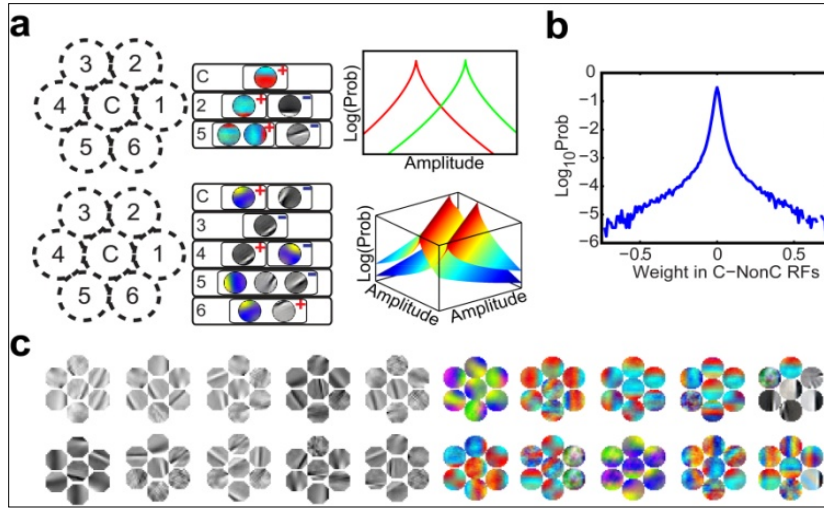 a
3 2
4 C 1
5 6
C +
2 + −
5 + −
Log(Prob)
Amplitude
3 2
4 C 1
5 6
C + −
3 −
4 + −
5 −
6 +
Log(Prob)
Amplitude
Amplitude
b
0
−1
−2
−3
−4
−5
−6
Log10Prob
−0.5 0 0.5
Weight in C−NonC RFs
c